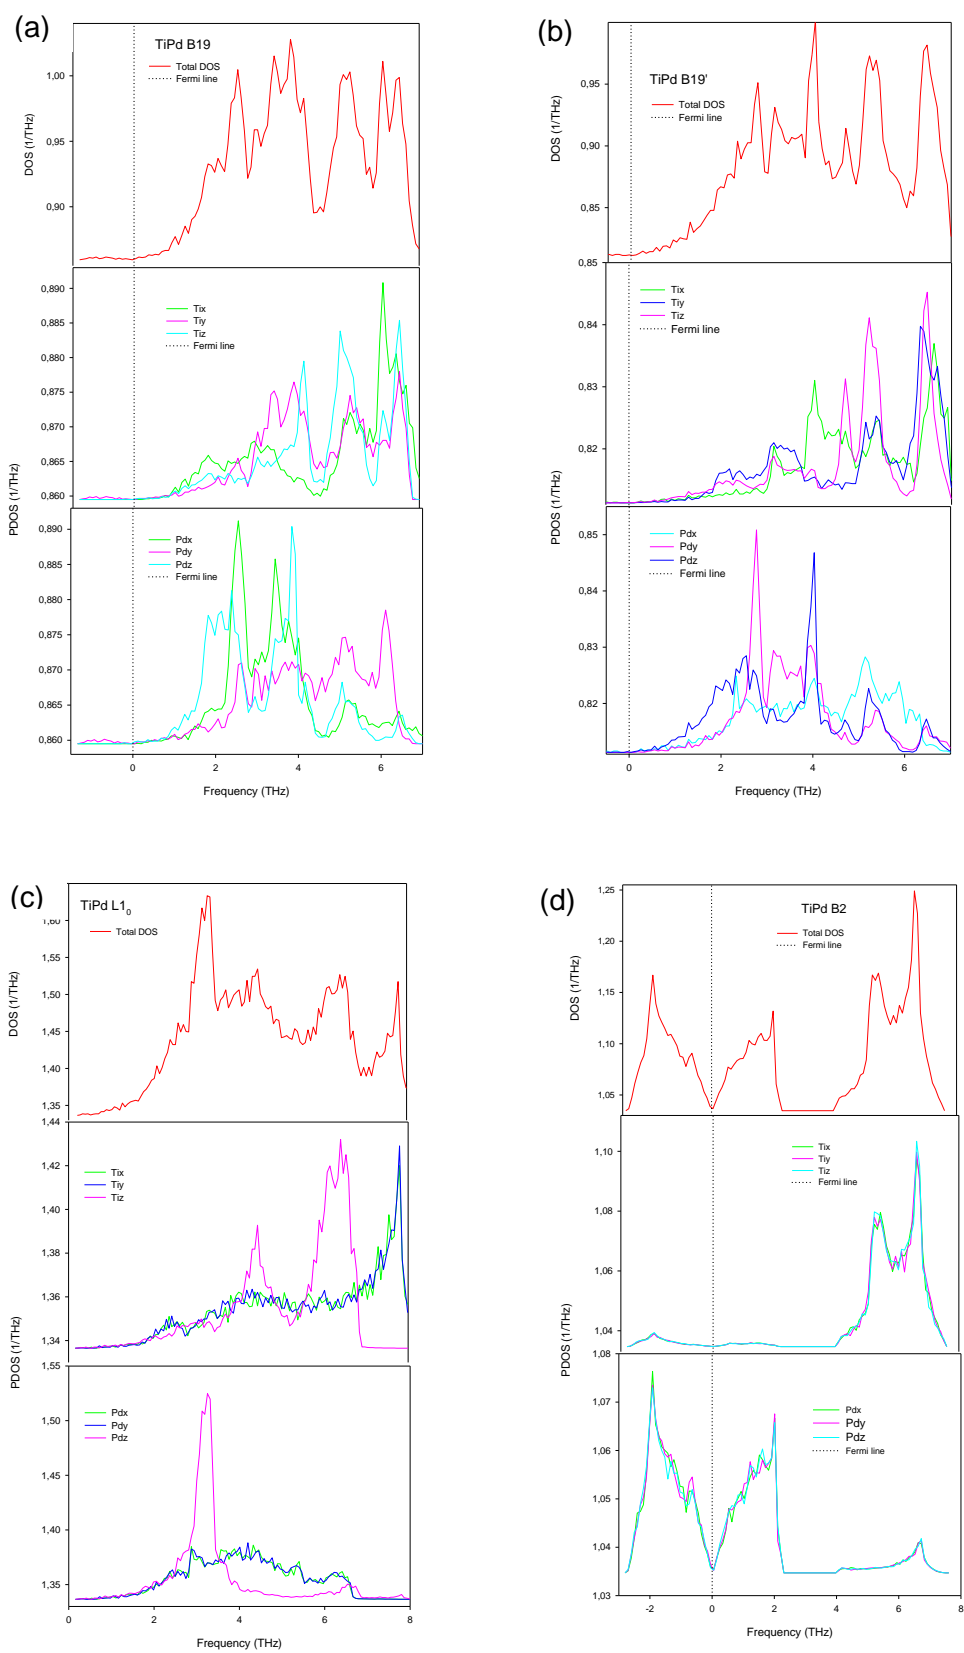 (a)
TiPd B19
Total DOS
Fermi line
DOS (1/THz)
1,00
0,95
0,90
0,890
0,885
0,880
0,875
0,870
0,865
0,860
Tix
Tiy
Tiz
Fermi line
PDOS (1/THz)
0,890
0,885
0,880
0,875
0,870
0,865
0,860
Pdx
Pdy
Pdz
Fermi line
0 2 4 6
Frequency (THz)
(b)
TiPd B19'
Total DOS
Fermi line
DOS (1/THz)
0,95
0,90
0,85
0,85
0,84
0,83
0,82
Tix
Tiy
Tiz
Fermi line
PDOS (1/THz)
0,85
0,84
0,83
0,82
Pdx
Pdy
Pdz
Fermi line
0 2 4 6
Frequency (THz)
(c)
TiPd L1₀
Total DOS
DOS (1/THz)
1,60
1,55
1,50
1,45
1,40
1,35
1,44
1,42
1,40
1,38
1,36
1,34
Tix
Tiy
Tiz
PDOS (1/THz)
1,55
1,50
1,45
1,40
1,35
Pdx
Pdy
Pdz
0 2 4 6 8
Frequency (THz)
(d)
TiPd B2
Total DOS
Fermi line
DOS (1/THz)
1,25
1,20
1,15
1,10
1,05
1,10
1,08
1,06
1,04
Tix
Tiy
Tiz
Fermi line
PDOS (1/THz)
1,08
1,07
1,06
1,05
1,04
1,03
Pdx
Pdy
Pdz
Fermi line
-2 0 2 4 6 8
Frequency (THz)